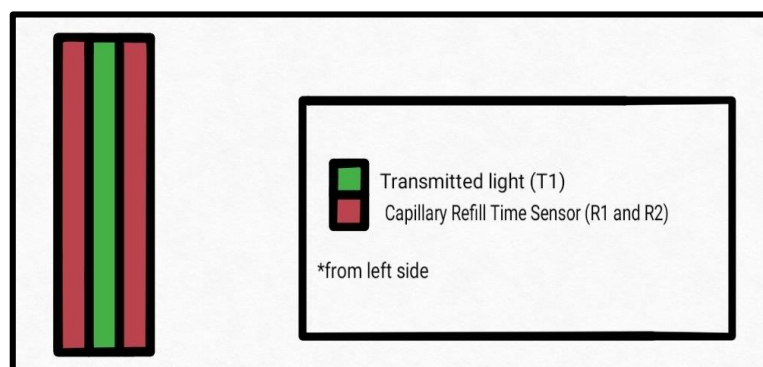 Transmitted light (T1)
Capillary Refill Time Sensor (R1 and R2)
*from left side